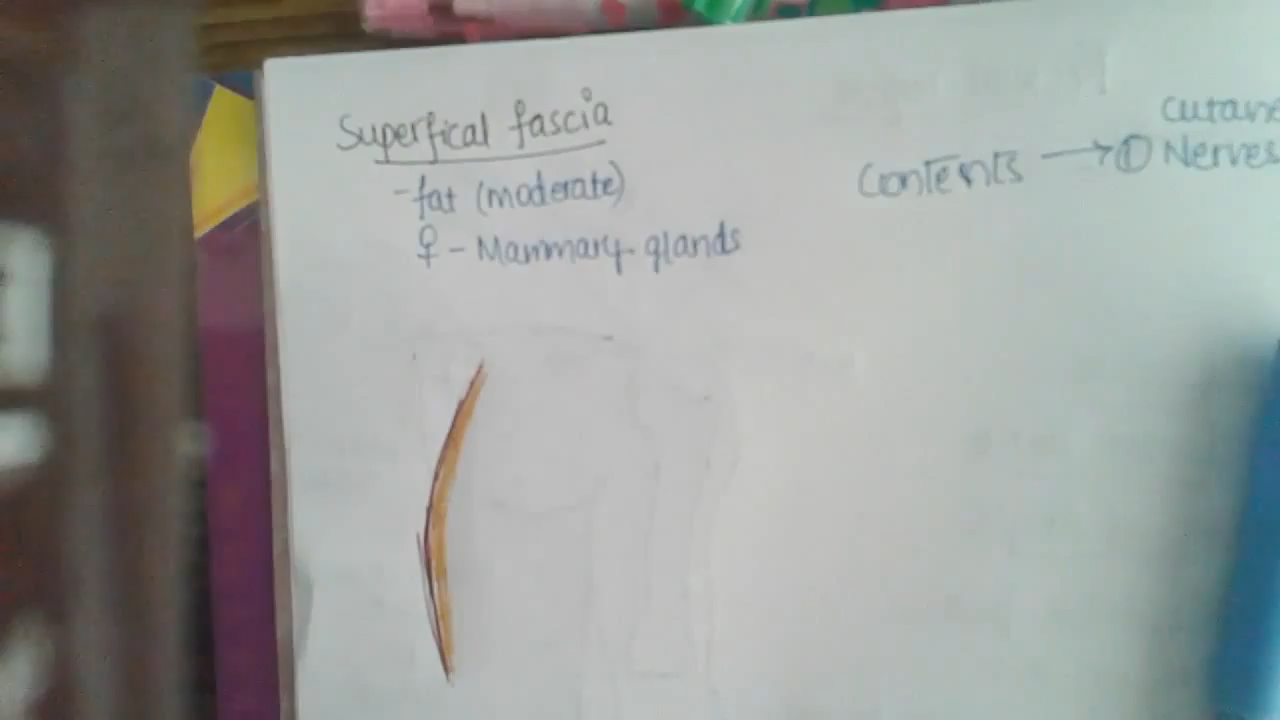 Superfical fascia
- fat (moderate)
♀ - Mammary glands
Contents → ① Nerves